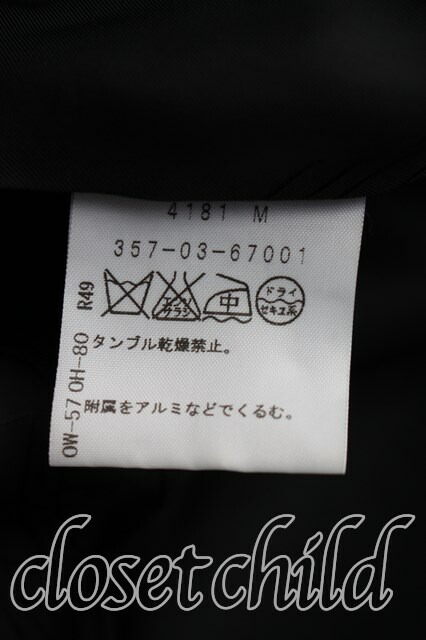 4181 M
357-03-67001
エンソ
サラシ
中
ドライ
セキユ系
タンブル乾燥禁止。
附属をアルミなどでくるむ。
OW-57 OH-80 R49
closet child